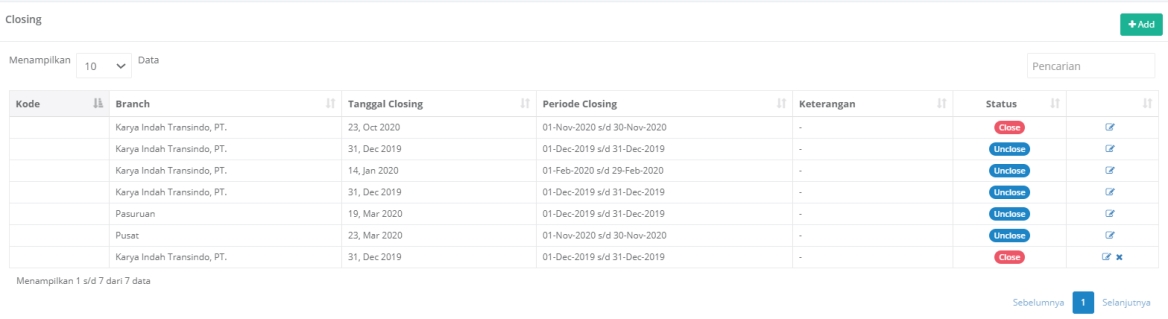 Closing
+ Add
Menampilkan 10 Data
Pencarian
Kode Branch Tanggal Closing Periode Closing Keterangan Status
Karya Indah Transindo, PT. 23, Oct 2020 01-Nov-2020 s/d 30-Nov-2020 - Close
Karya Indah Transindo, PT. 31, Dec 2019 01-Dec-2019 s/d 31-Dec-2019 - Unclose
Karya Indah Transindo, PT. 14, Jan 2020 01-Feb-2020 s/d 29-Feb-2020 - Unclose
Karya Indah Transindo, PT. 31, Dec 2019 01-Dec-2019 s/d 31-Dec-2019 - Unclose
Pasuruan 19, Mar 2020 01-Dec-2019 s/d 31-Dec-2019 - Unclose
Pusat 23, Mar 2020 01-Nov-2020 s/d 30-Nov-2020 - Unclose
Karya Indah Transindo, PT. 31, Dec 2019 01-Dec-2019 s/d 31-Dec-2019 - Close
Menampilkan 1 s/d 7 dari 7 data
Sebelumnya 1 Selanjutnya